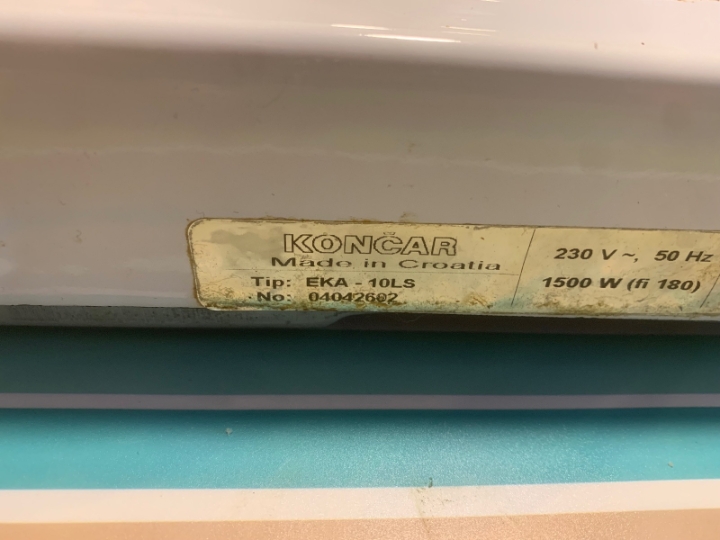 KONČAR
Made in Croatia
Tip: EKA - 10LS
No: 04042602
230 V ~, 50 Hz
1500 W (fi 180)